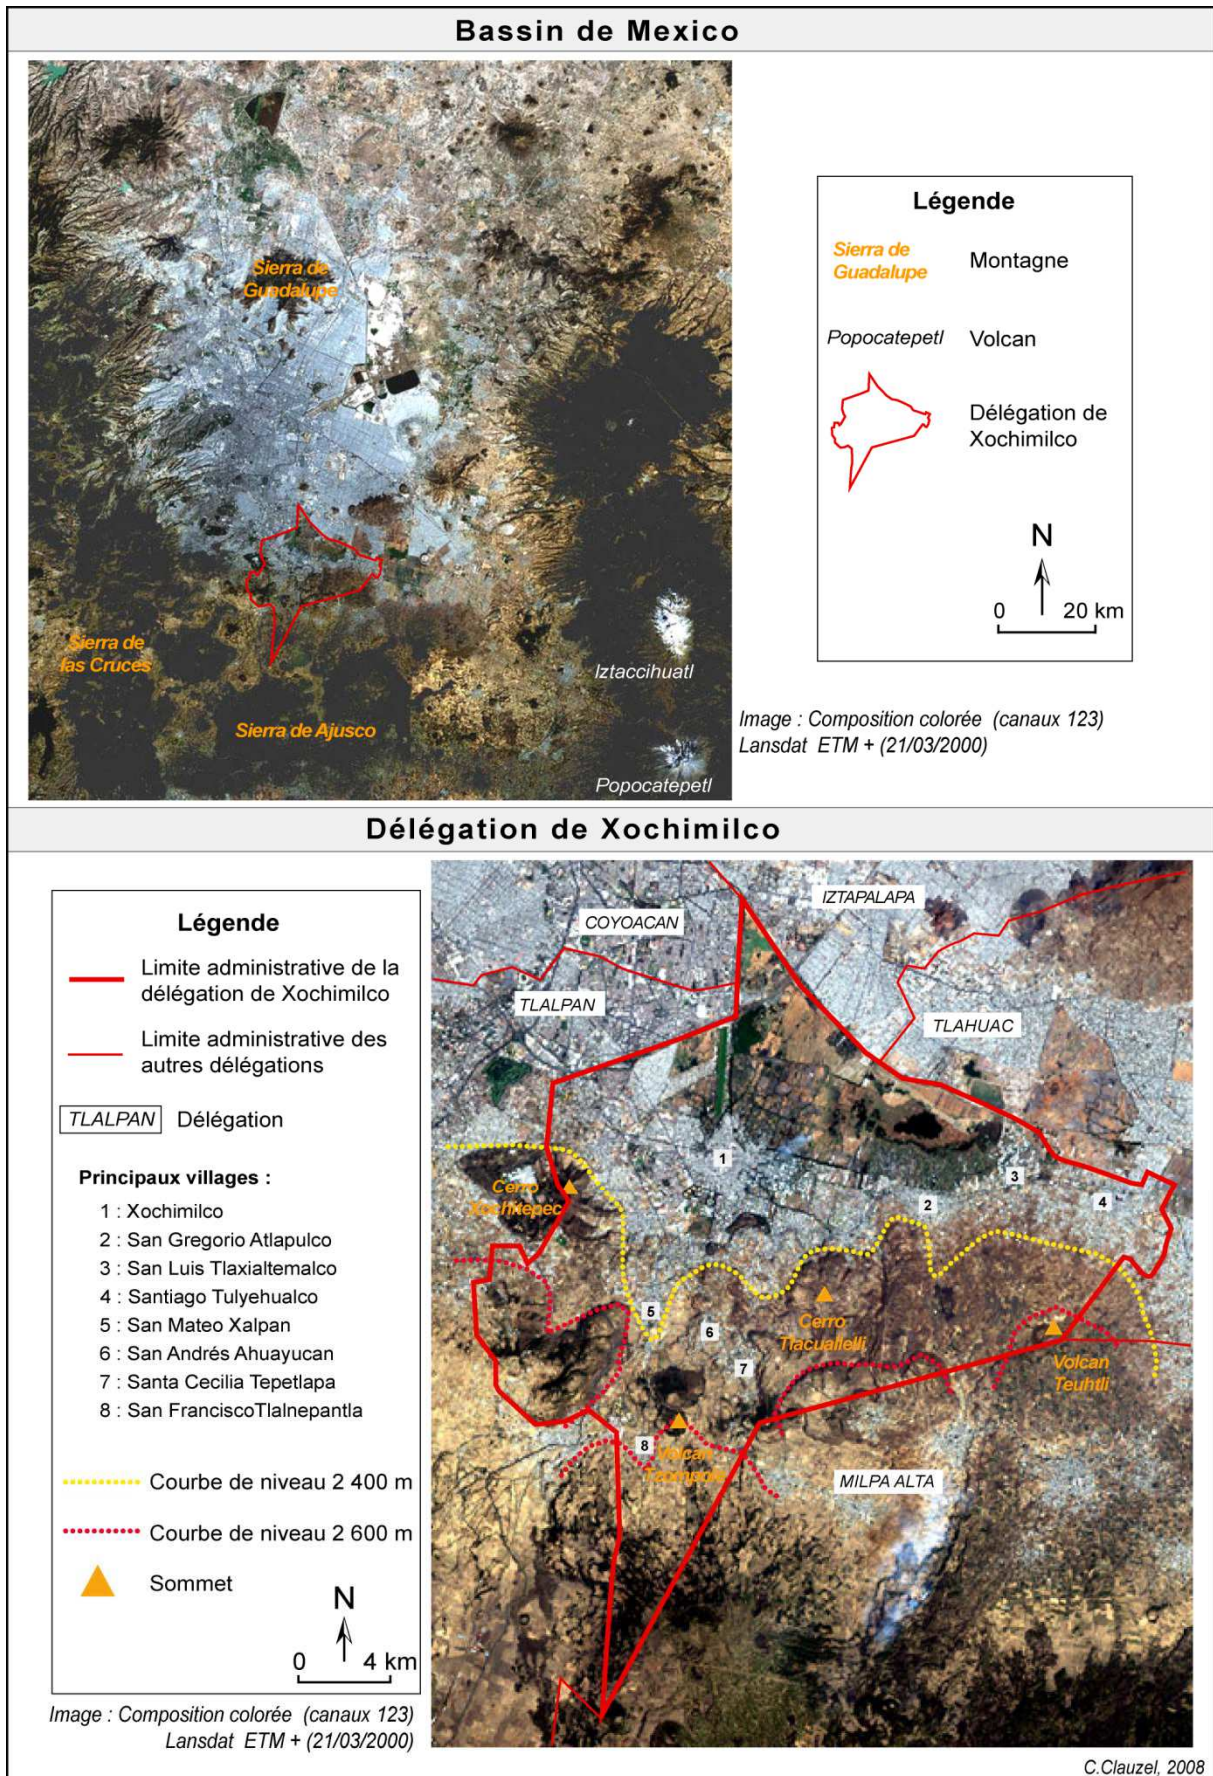 Bassin de Mexico
Sierra de
Guadalupe
Sierra de
las Cruces
Sierra de Ajusco
Iztaccihuatl
Popocatepetl
Légende
Sierra de
Guadalupe
Montagne
Popocatepetl
Volcan
Délégation de
Xochimilco
N
0 20 km
Image : Composition colorée (canaux 123)
Lansdat ETM + (21/03/2000)
Délégation de Xochimilco
Légende
Limite administrative de la
délégation de Xochimilco
Limite administrative des
autres délégations
TLALPAN Délégation
Principaux villages :
1 : Xochimilco
2 : San Gregorio Atlapulco
3 : San Luis Tlaxialtemalco
4 : Santiago Tulyehualco
5 : San Mateo Xalpan
6 : San Andrés Ahuayucan
7 : Santa Cecilia Tepetlapa
8 : San FranciscoTlalnepantla
Courbe de niveau 2 400 m
Courbe de niveau 2 600 m
Sommet
N
0 4 km
Image : Composition colorée (canaux 123)
Lansdat ETM + (21/03/2000)
COYOACAN
IZTAPALAPA
TLALPAN
TLAHUAC
1
3
4
2
Cerro
Xochitepec
5
6
Cerro
Tlacuallelli
7
Volcan
Teuhtli
8
Volcan
Tzompole
MILPA ALTA
C.Clauzel, 2008